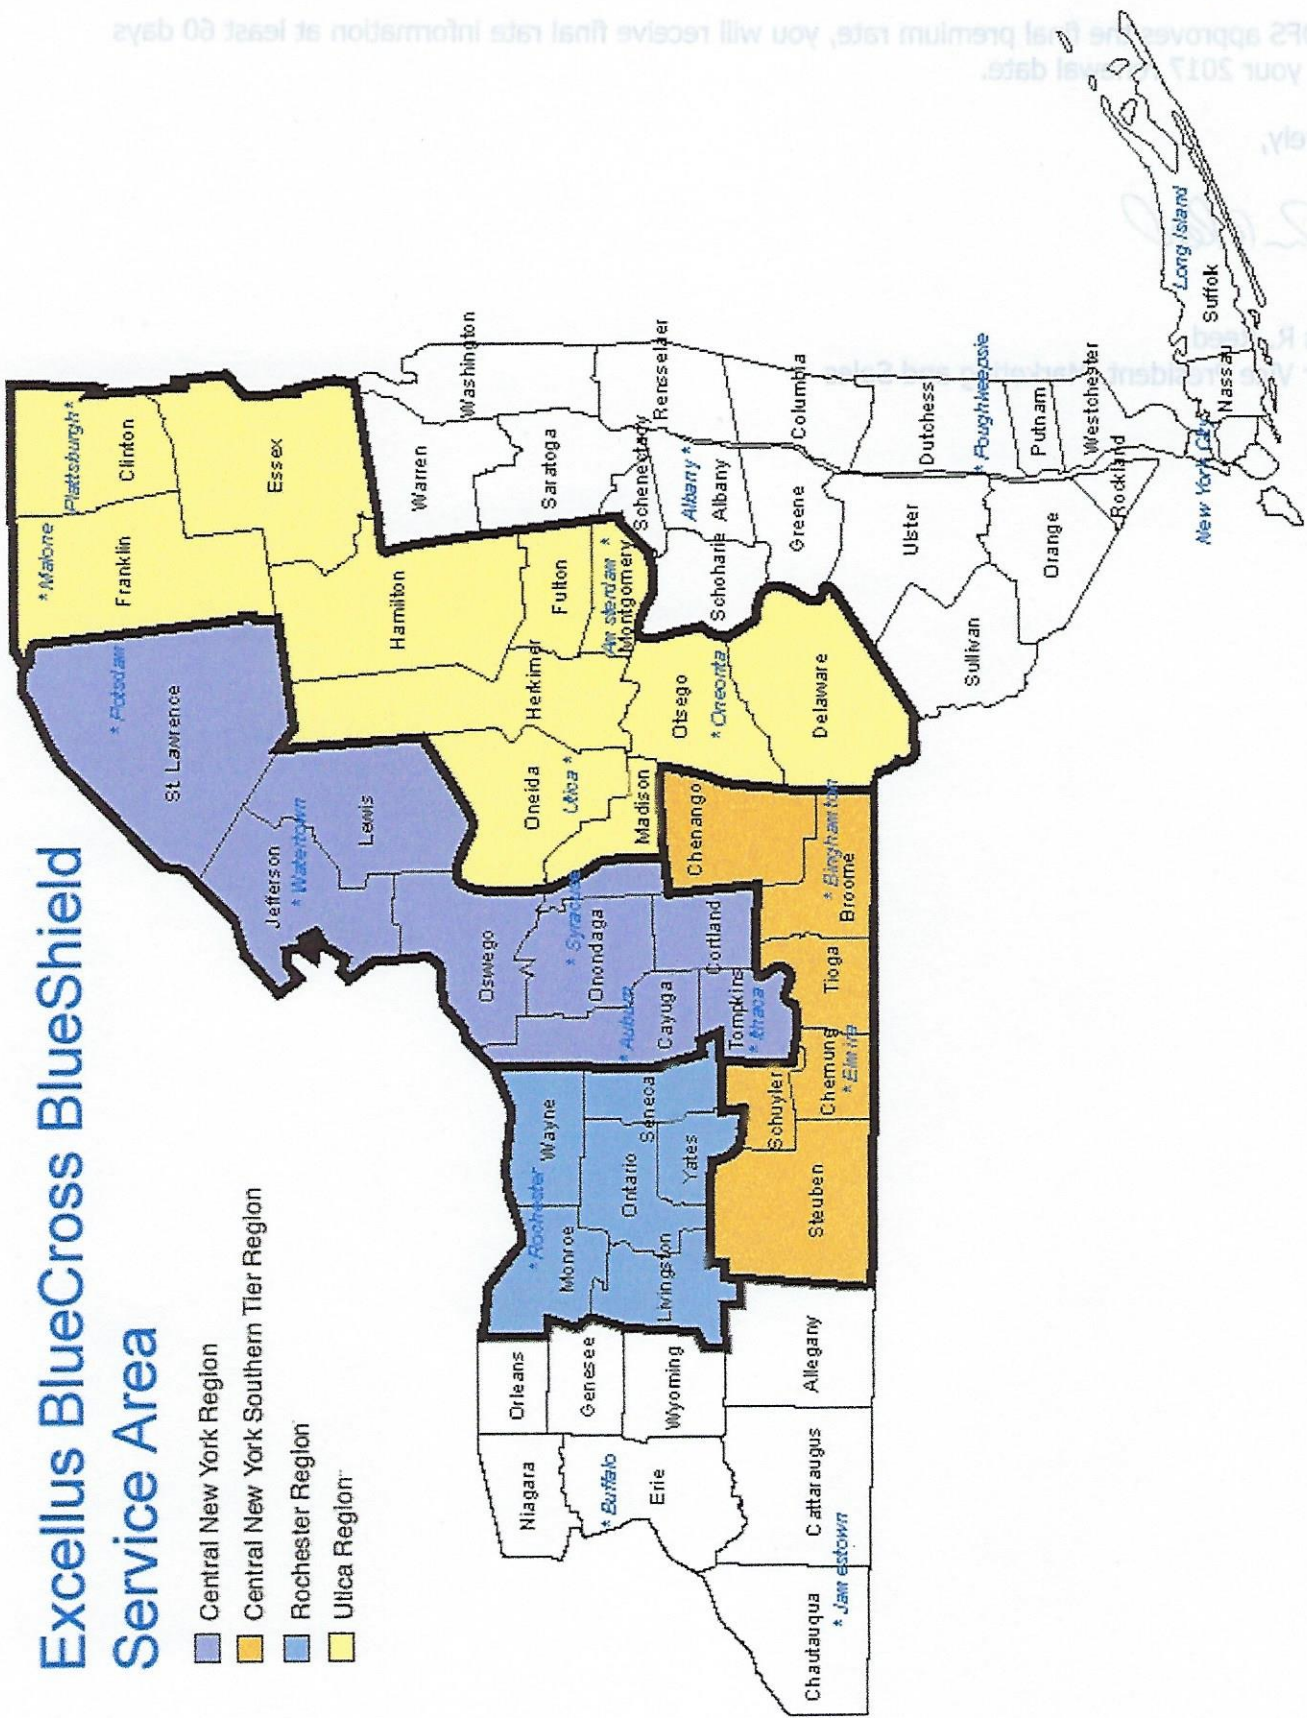 Excellus BlueCross BlueShield
Service Area
Central New York Region
Central New York Southern Tier Region
Rochester Region
Utica Region
* Malone
Plattsburgh *
Franklin
Clinton
Essex
* Potsdam
St Lawrence
Jefferson
* Watertown
Lewis
Hamilton
Herkimer
Fulton
Amsterdam *
Montgomery
Warren
Washington
Saratoga
Schenectady
Rensselaer
Albany *
Albany
Schoharie
Greene
Columbia
Oneida
Utica *
Madison
Otsego
* Oneonta
Delaware
Oswego
* Syracuse
Onondaga
* Auburn
Cayuga
Cortland
Tompkins
* Ithaca
Chenango
* Binghamton
Broome
Tioga
Chemung
* Elmira
Schuyler
Steuben
* Rochester
Wayne
Monroe
Ontario
Seneca
Yates
Livingston
Orleans
Genesee
Wyoming
Niagara
* Buffalo
Erie
Allegany
Cattaraugus
Chautauqua
* Jamestown
Ulster
Dutchess
* Poughkeepsie
Sullivan
Orange
Putnam
Westchester
Rockland
New York City
Nassau
Long Island
Suffok
DFS approves the final premium rate, you will receive final rate information at least 60 days
your 2017 renewal date.
ely,
R. Reed
Vice President, Marketing and Sales